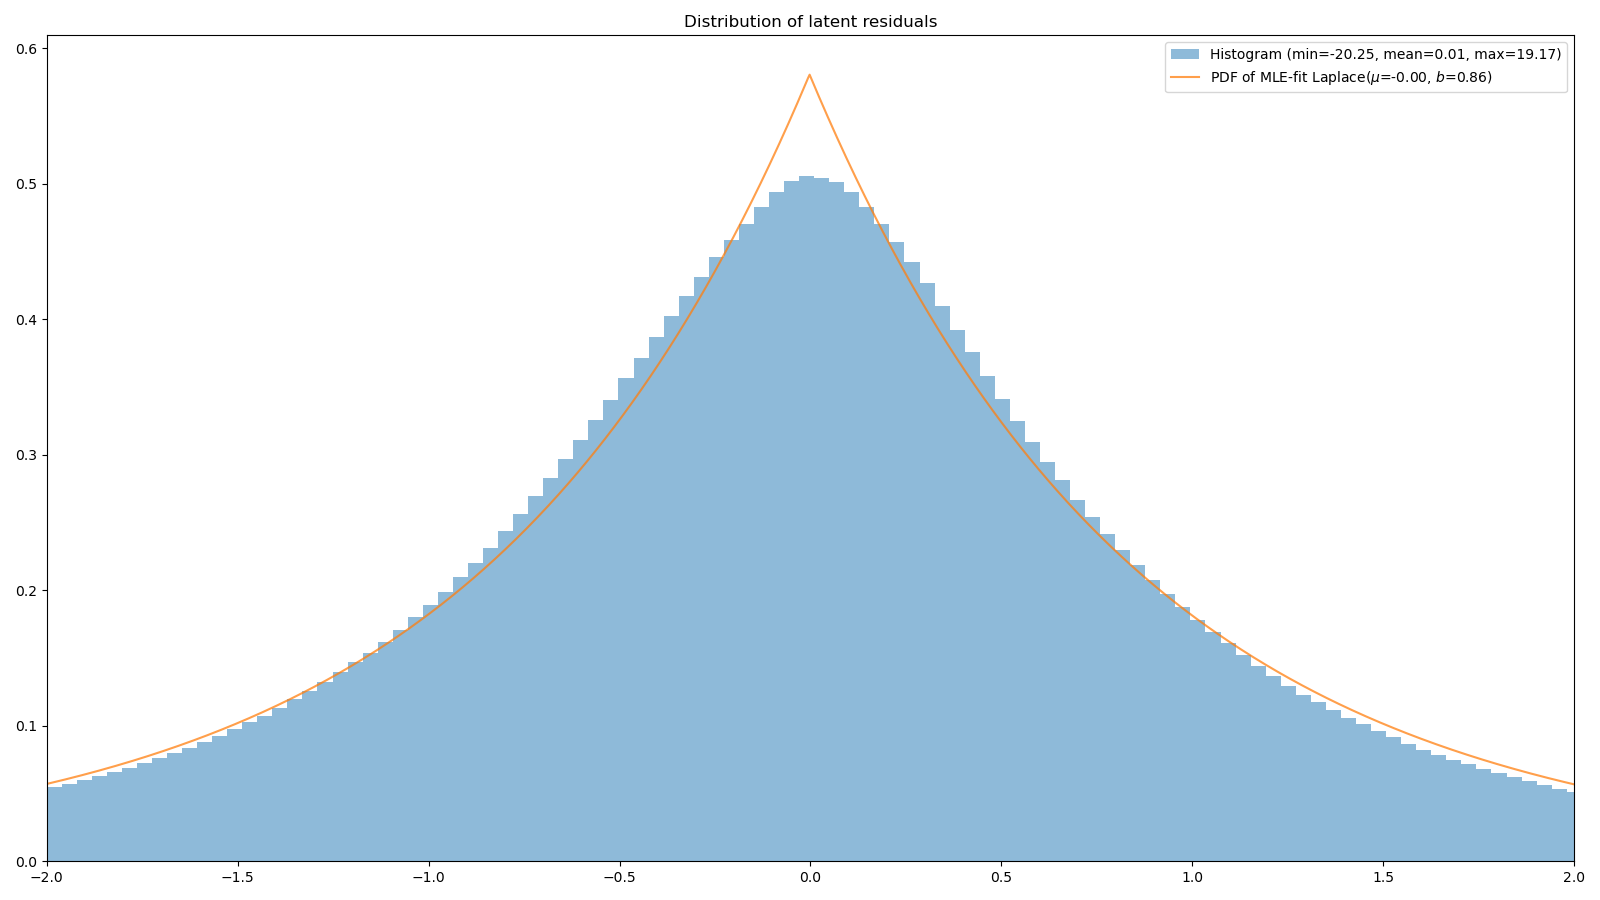 Distribution of latent residuals
Histogram (min=-20.25, mean=0.01, max=19.17)
PDF of MLE-fit Laplace(μ=-0.00, b=0.86)
0.6
0.5
0.4
0.3
0.2
0.1
0.0
−2.0 −1.5 −1.0 −0.5 0.0 0.5 1.0 1.5 2.0